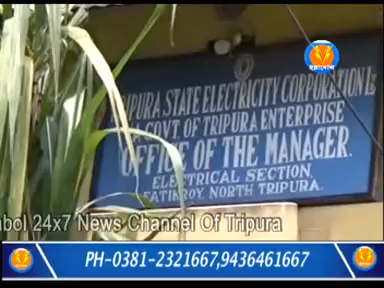 TRIPURA STATE ELECTRICITY CORPORATION L
GOVT. OF TRIPURA ENTERPRISE
OFFICE OF THE MANAGER.
ELECTRICAL SECTION,
FATIKROY, NORTH TRIPURA.
abol 24x7 News Channel Of Tripura
PH-0381-2321667,9436461667